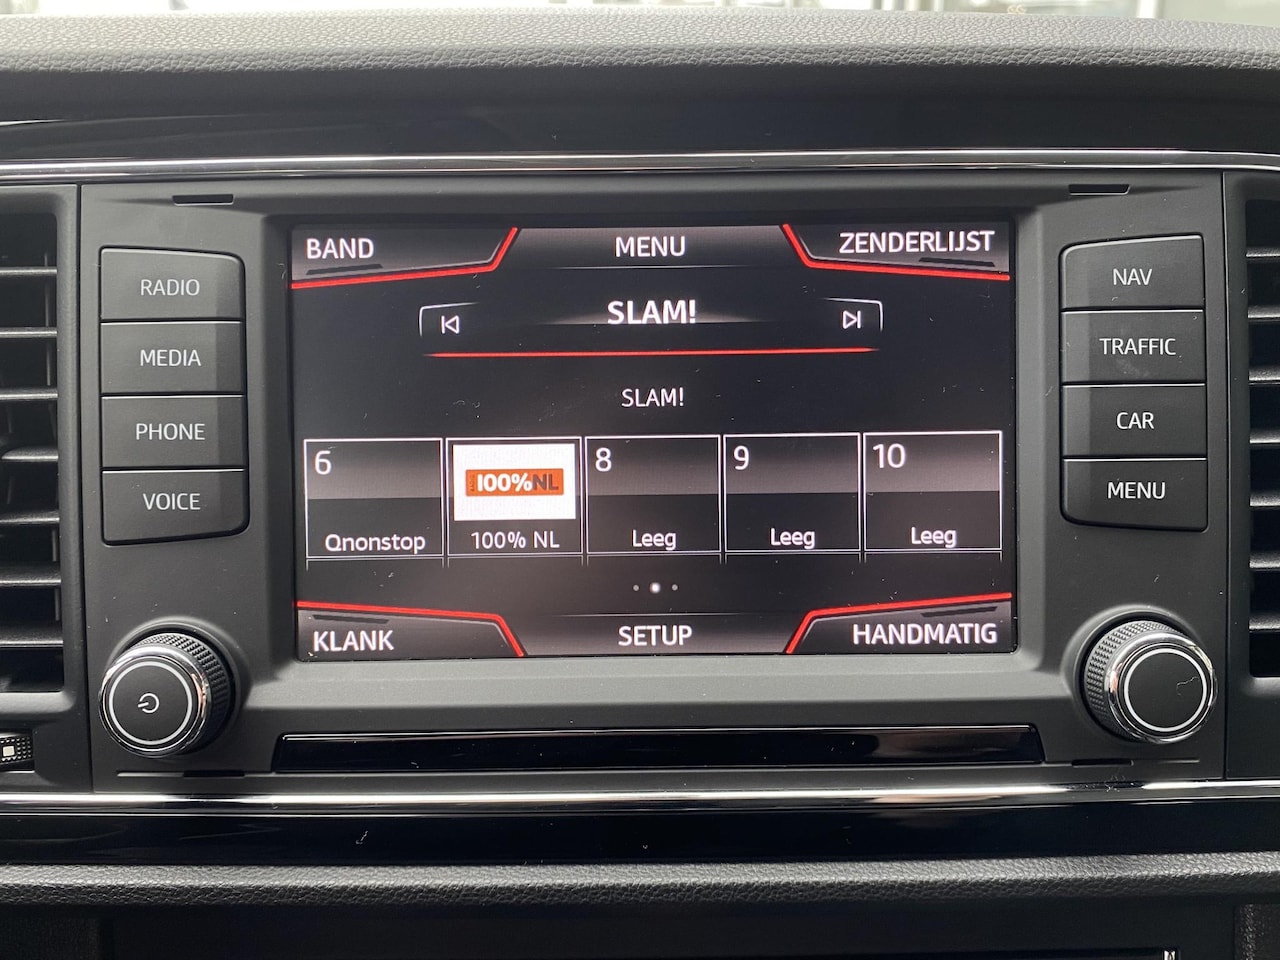 BAND
MENU
ZENDERLIJST
SLAM!
SLAM!
6
Qnonstop
100%NL
100% NL
8
Leeg
9
Leeg
10
Leeg
KLANK
SETUP
HANDMATIG
RADIO
MEDIA
PHONE
VOICE
NAV
TRAFFIC
CAR
MENU